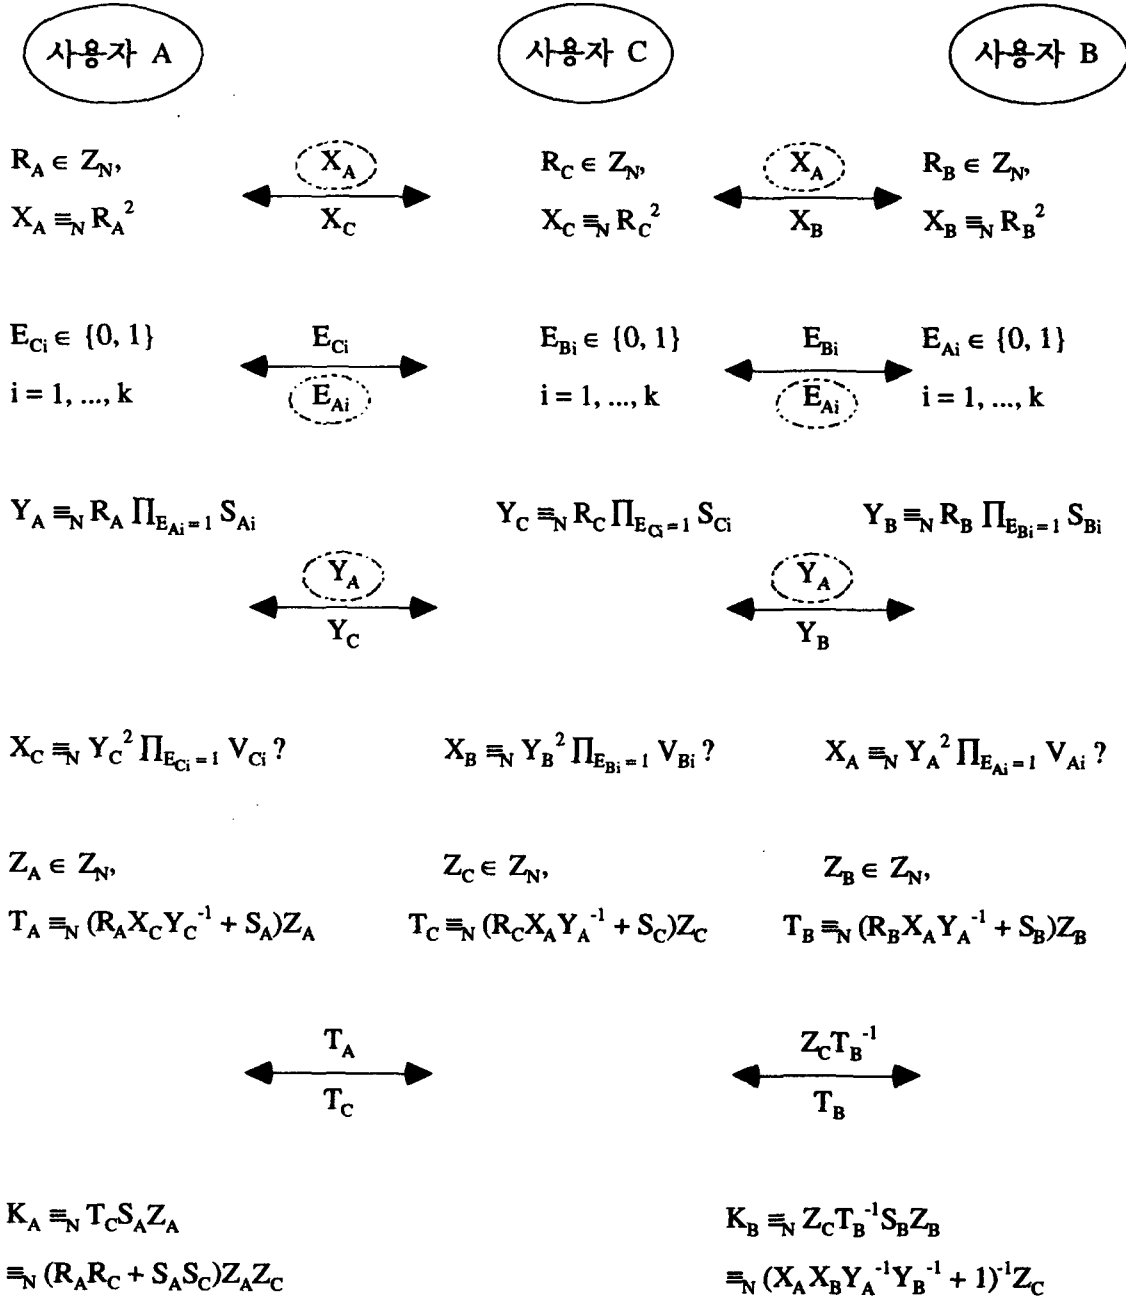 사용자 A 사용자 C 사용자 B
R_A ∈ Z_N, X_A R_C ∈ Z_N, X_A R_B ∈ Z_N,
X_A ≡_N R_A^2 X_C X_C ≡_N R_C^2 X_B X_B ≡_N R_B^2
E_Ci ∈ {0, 1} E_Ci E_Bi ∈ {0, 1} E_Bi E_Ai ∈ {0, 1}
i = 1, ..., k E_Ai i = 1, ..., k E_Ai i = 1, ..., k
Y_A ≡_N R_A ∏_{E_Ai = 1} S_Ai Y_C ≡_N R_C ∏_{E_Ci = 1} S_Ci Y_B ≡_N R_B ∏_{E_Bi = 1} S_Bi
Y_A Y_A
Y_C Y_B
X_C ≡_N Y_C^2 ∏_{E_Ci = 1} V_Ci ? X_B ≡_N Y_B^2 ∏_{E_Bi = 1} V_Bi ? X_A ≡_N Y_A^2 ∏_{E_Ai = 1} V_Ai ?
Z_A ∈ Z_N, Z_C ∈ Z_N, Z_B ∈ Z_N,
T_A ≡_N (R_A X_C Y_C^-1 + S_A)Z_A T_C ≡_N (R_C X_A Y_A^-1 + S_C)Z_C T_B ≡_N (R_B X_A Y_A^-1 + S_B)Z_B
T_A Z_C T_B^-1
T_C T_B
K_A ≡_N T_C S_A Z_A K_B ≡_N Z_C T_B^-1 S_B Z_B
≡_N (R_A R_C + S_A S_C)Z_A Z_C ≡_N (X_A X_B Y_A^-1 Y_B^-1 + 1)^-1 Z_C